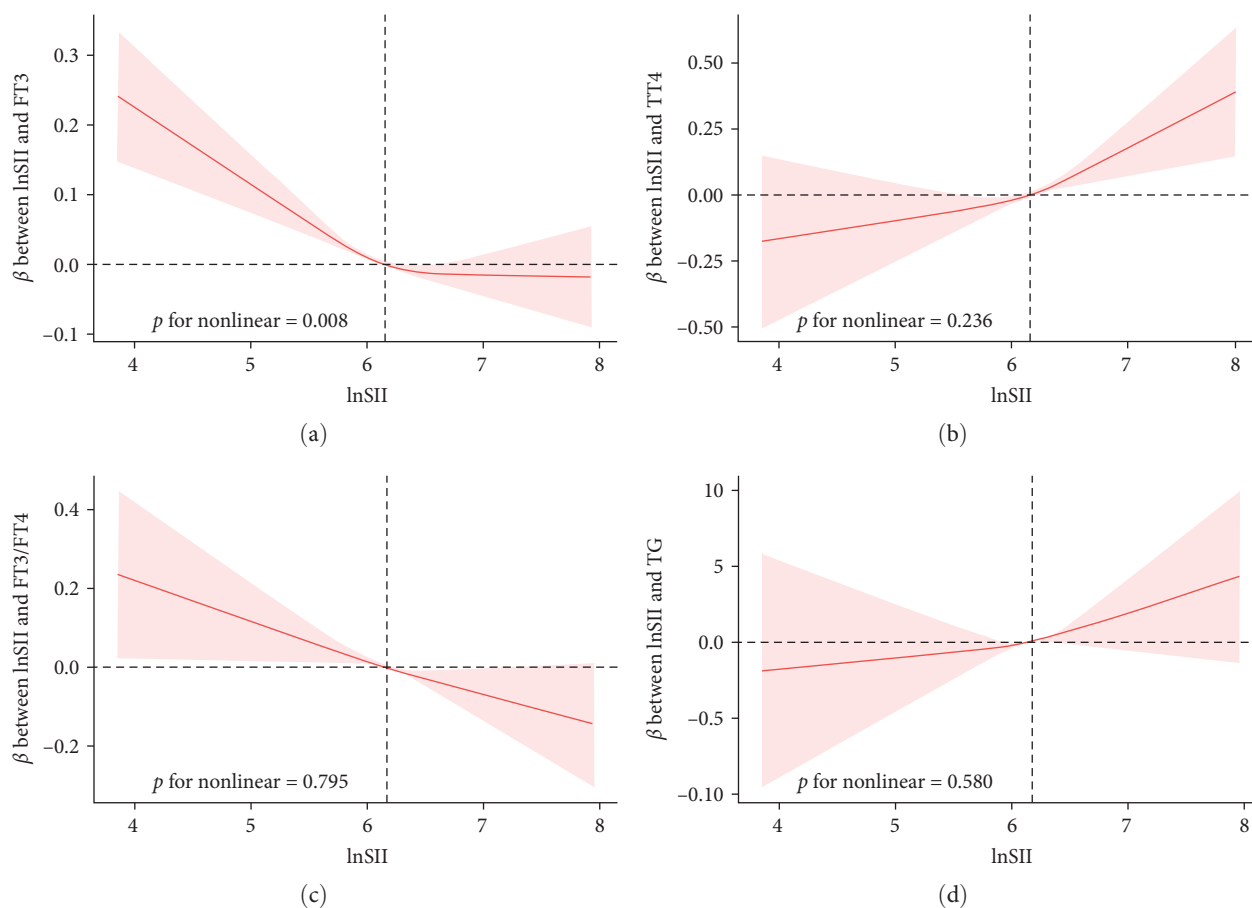 β between lnSII and FT3
0.3
0.2
0.1
0.0
–0.1
p for nonlinear = 0.008
4 5 6 7 8
lnSII
(a)
β between lnSII and TT4
0.50
0.25
0.00
–0.25
–0.50
p for nonlinear = 0.236
4 5 6 7 8
lnSII
(b)
β between lnSII and FT3/FT4
0.4
0.2
0.0
–0.2
p for nonlinear = 0.795
4 5 6 7 8
lnSII
(c)
β between lnSII and TG
10
5
0.0
–0.5
–0.10
p for nonlinear = 0.580
4 5 6 7 8
lnSII
(d)